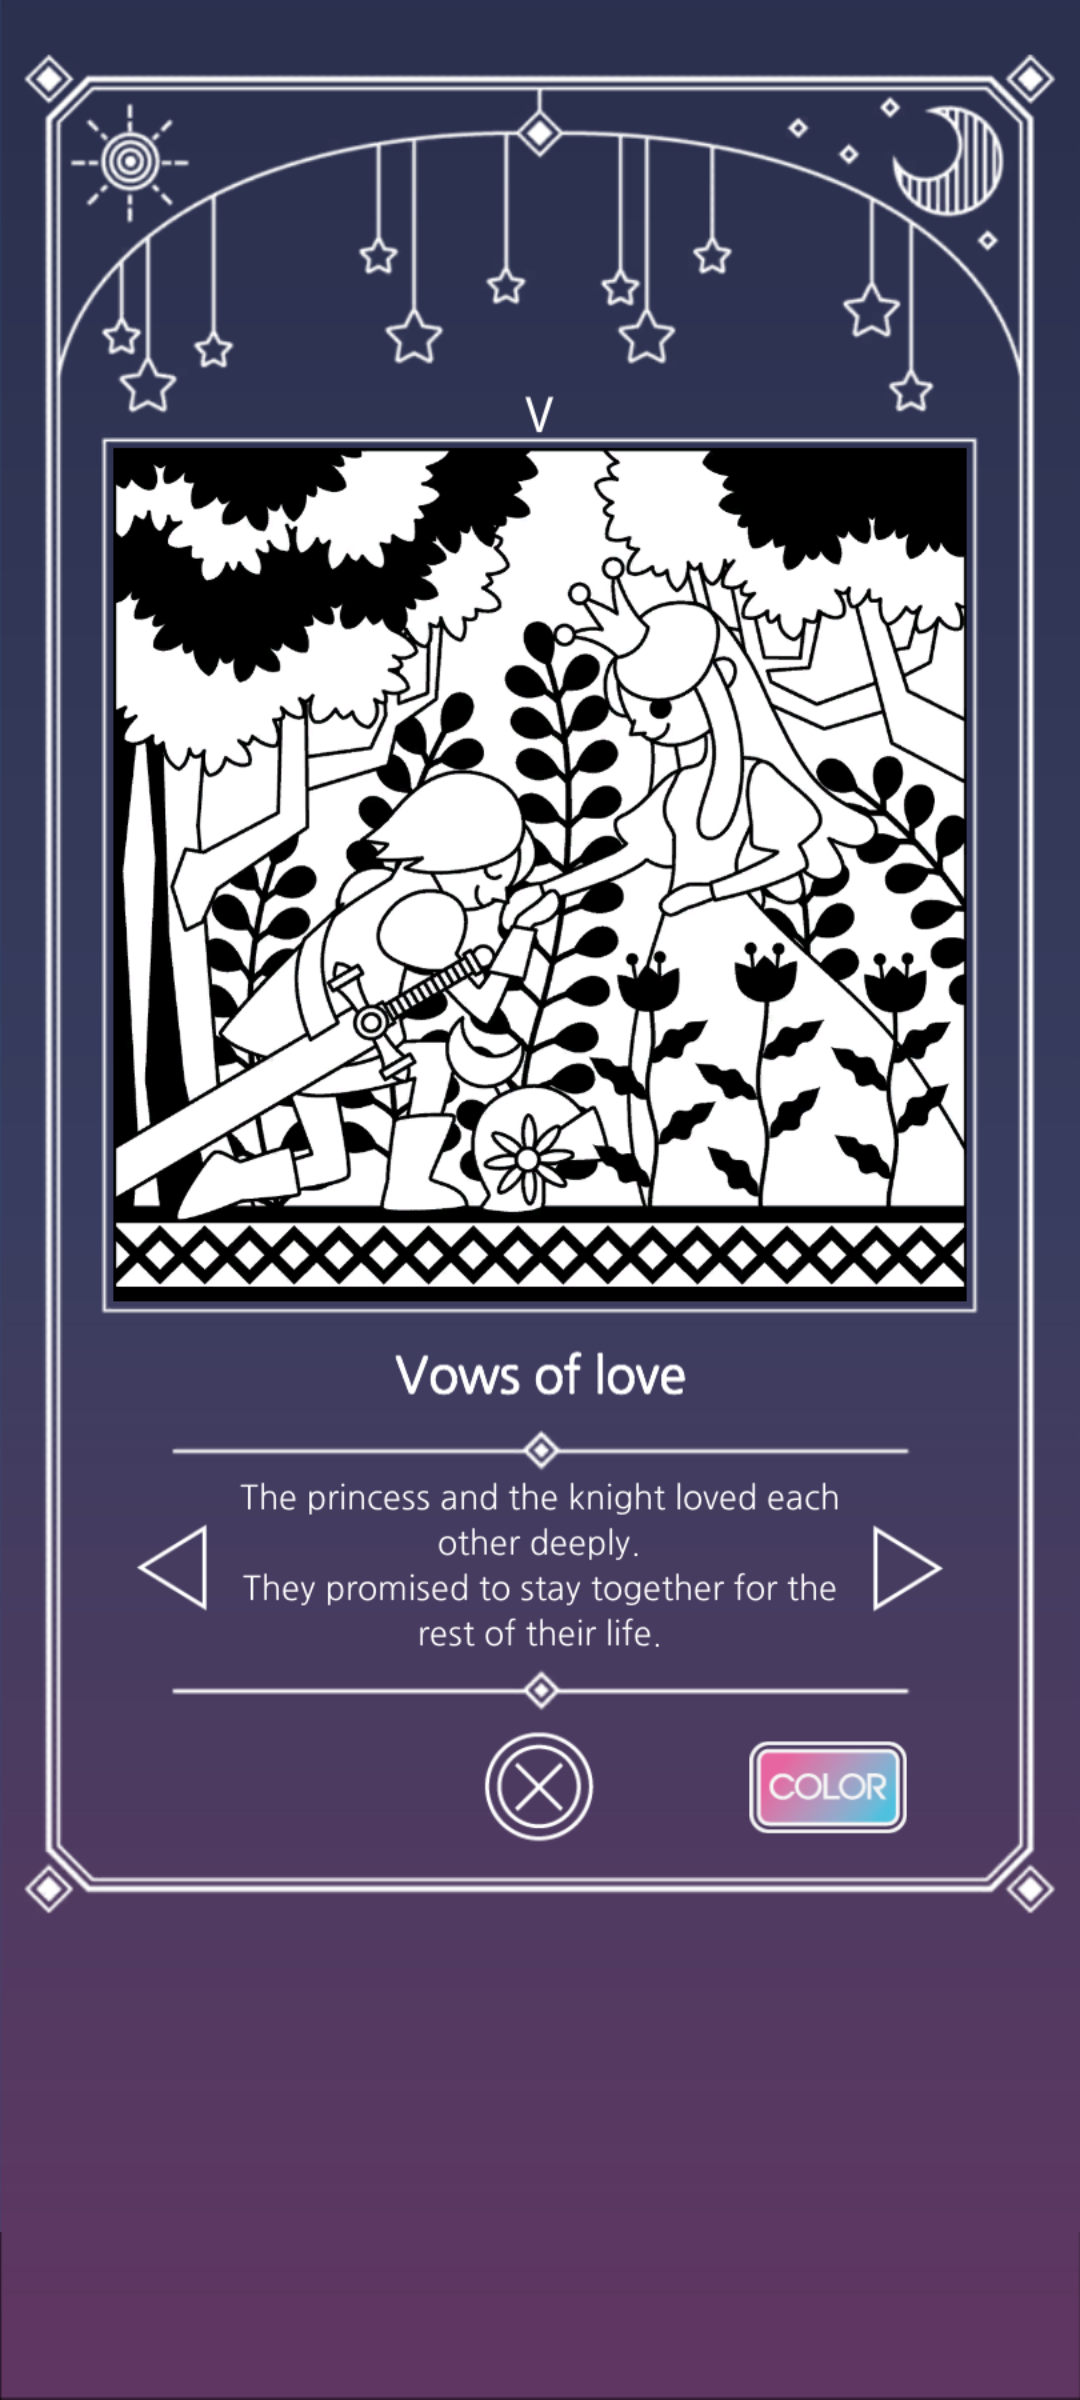 V
Vows of love
The princess and the knight loved each
other deeply.
They promised to stay together for the
rest of their life.
COLOR